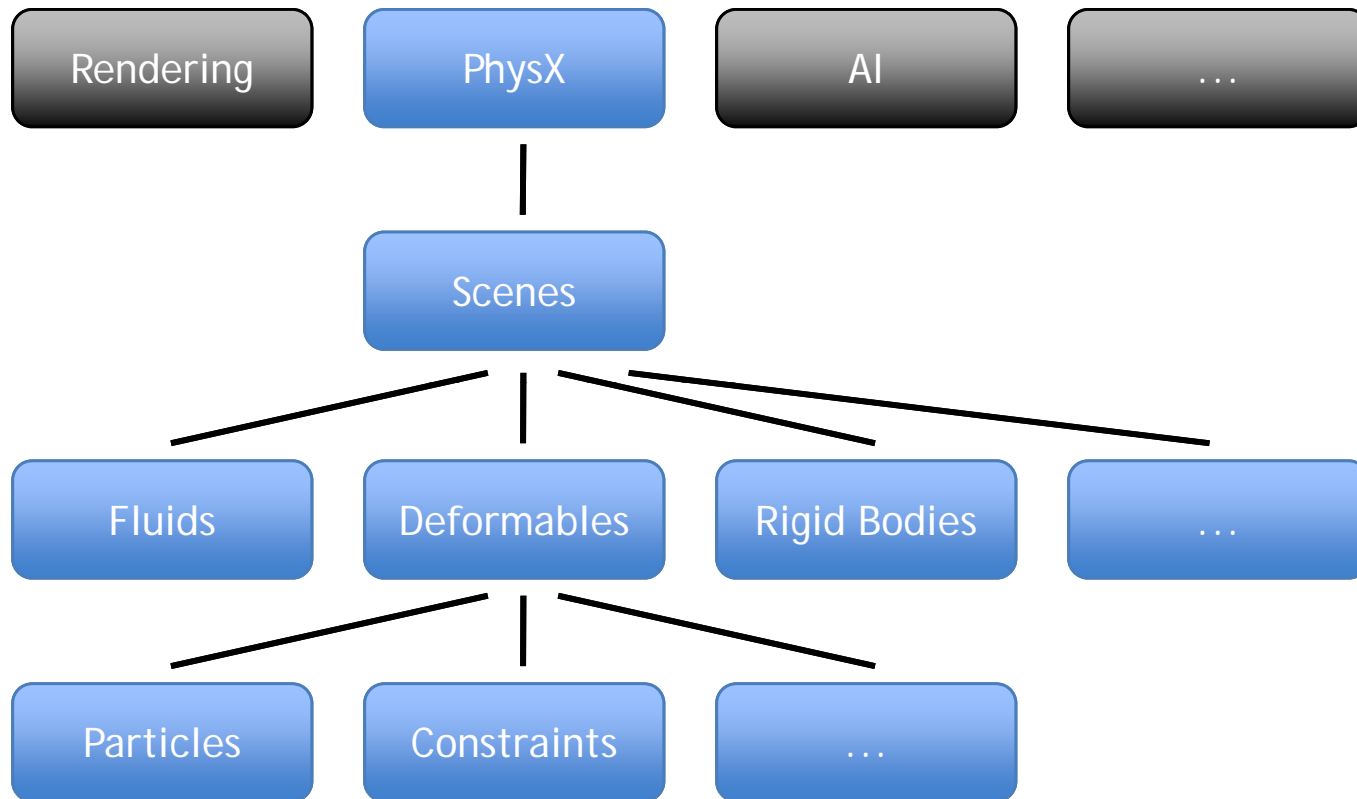 Rendering
PhysX
AI
...
Scenes
Fluids
Deformables
Rigid Bodies
...
Particles
Constraints
...